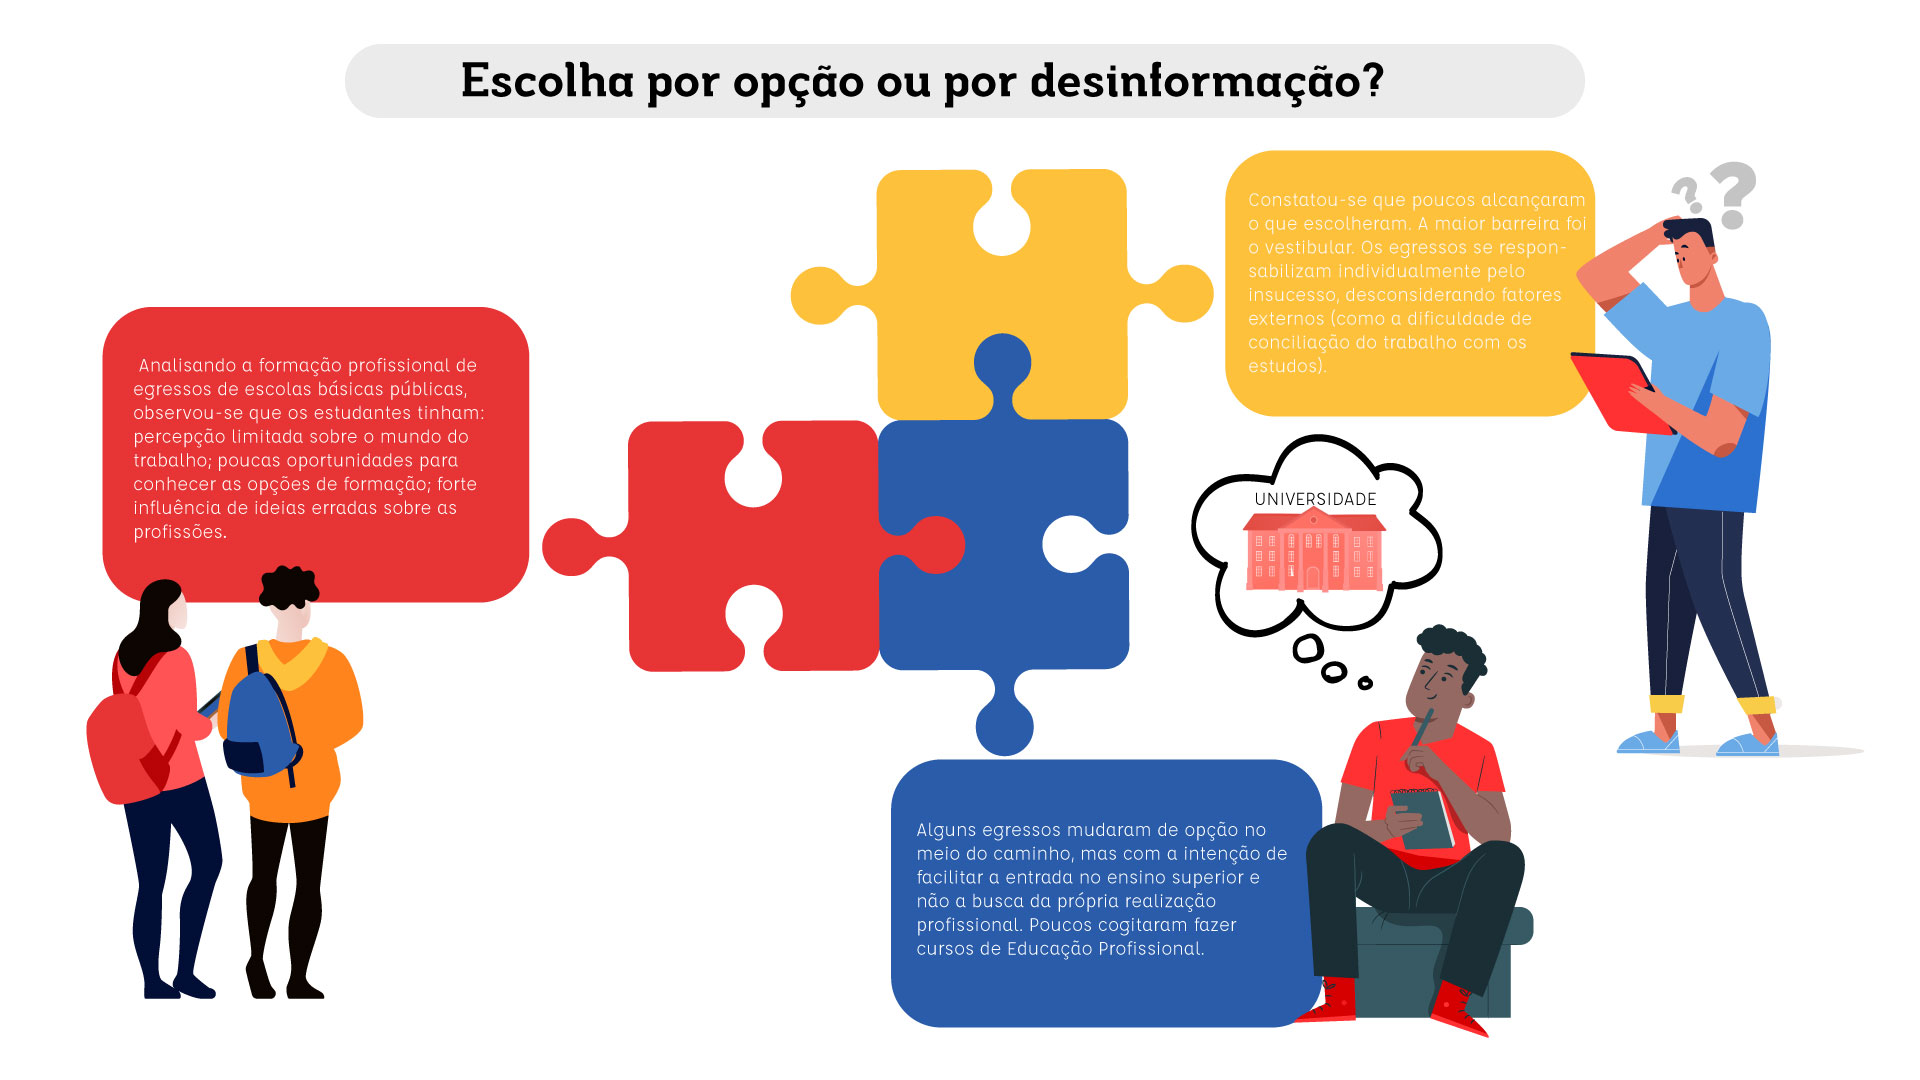 Escolha por opção ou por desinformação?
Analisando a formação profissional de
egressos de escolas básicas públicas,
observou-se que os estudantes tinham:
percepção limitada sobre o mundo do
trabalho; poucas oportunidades para
conhecer as opções de formação; forte
influência de ideias erradas sobre as
profissões.
Constatou-se que poucos alcançaram
o que escolheram. A maior barreira foi
o vestibular. Os egressos se respon-
sabilizam individualmente pelo
insucesso, desconsiderando fatores
externos (como a dificuldade de
conciliação do trabalho com os
estudos).
??
UNIVERSIDADE
Alguns egressos mudaram de opção no
meio do caminho, mas com a intenção de
facilitar a entrada no ensino superior e
não a busca da própria realização
profissional. Poucos cogitaram fazer
cursos de Educação Profissional.